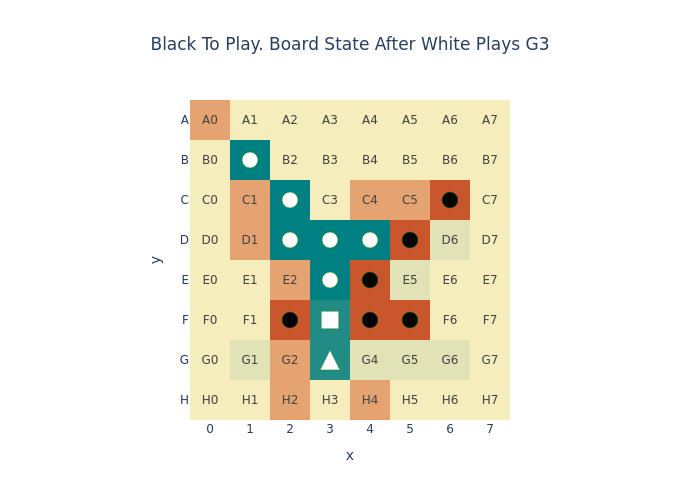 Black To Play. Board State After White Plays G3
A A0 A1 A2 A3 A4 A5 A6 A7
B B0 B2 B3 B4 B5 B6 B7
C C0 C1 C3 C4 C5 C7
D D0 D1 D6 D7
E E0 E1 E2 E5 E6 E7
F F0 F1 F6 F7
G G0 G1 G2 G4 G5 G6 G7
H H0 H1 H2 H3 H4 H5 H6 H7
0 1 2 3 4 5 6 7
x
y